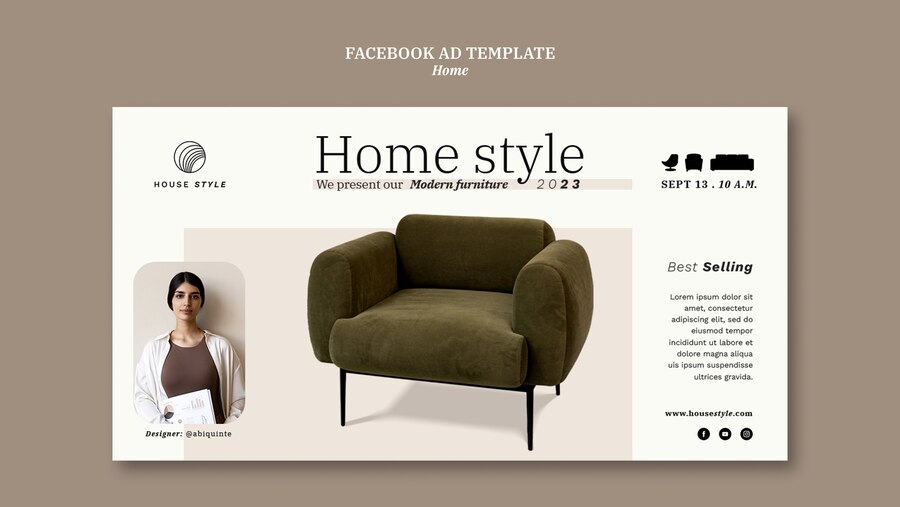 FACEBOOK AD TEMPLATE
Home
HOUSE STYLE
Home style
We present our Modern furniture 2023
SEPT 13 . 10 A.M.
Best Selling
Lorem ipsum dolor sit
amet, consectetur
adipiscing elit, sed do
eiusmod tempor
incididunt ut labore et
dolore magna aliqua
uis ipsum suspendisse
ultrices gravida.
www.housestyle.com
Designer: @abiquinte